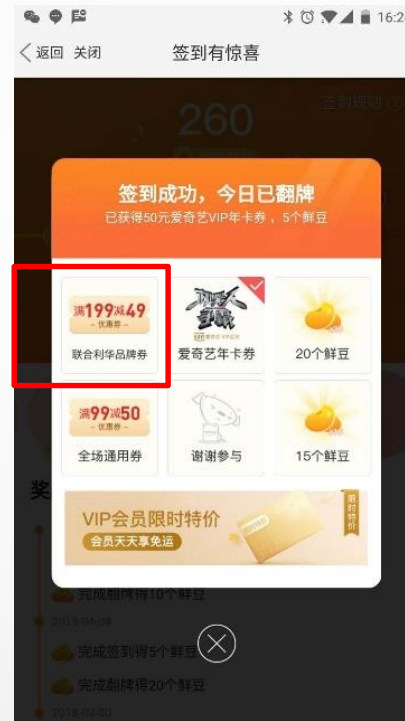 16:2
返回 关闭 签到有惊喜
260
签到规则
签到成功，今日已翻牌
已获得50元爱奇艺VIP年卡券，5个鲜豆
满199减49
- 优惠券 -
联合利华品牌券
爱奇艺年卡券
20个鲜豆
满99减50
- 优惠券 -
全场通用券
谢谢参与
15个鲜豆
VIP会员限时特价
会员天天享免运
限时特价
奖
完成翻牌得10个鲜豆
2018-04-04
完成签到得5个鲜豆
完成翻牌得20个鲜豆
2018-03-20